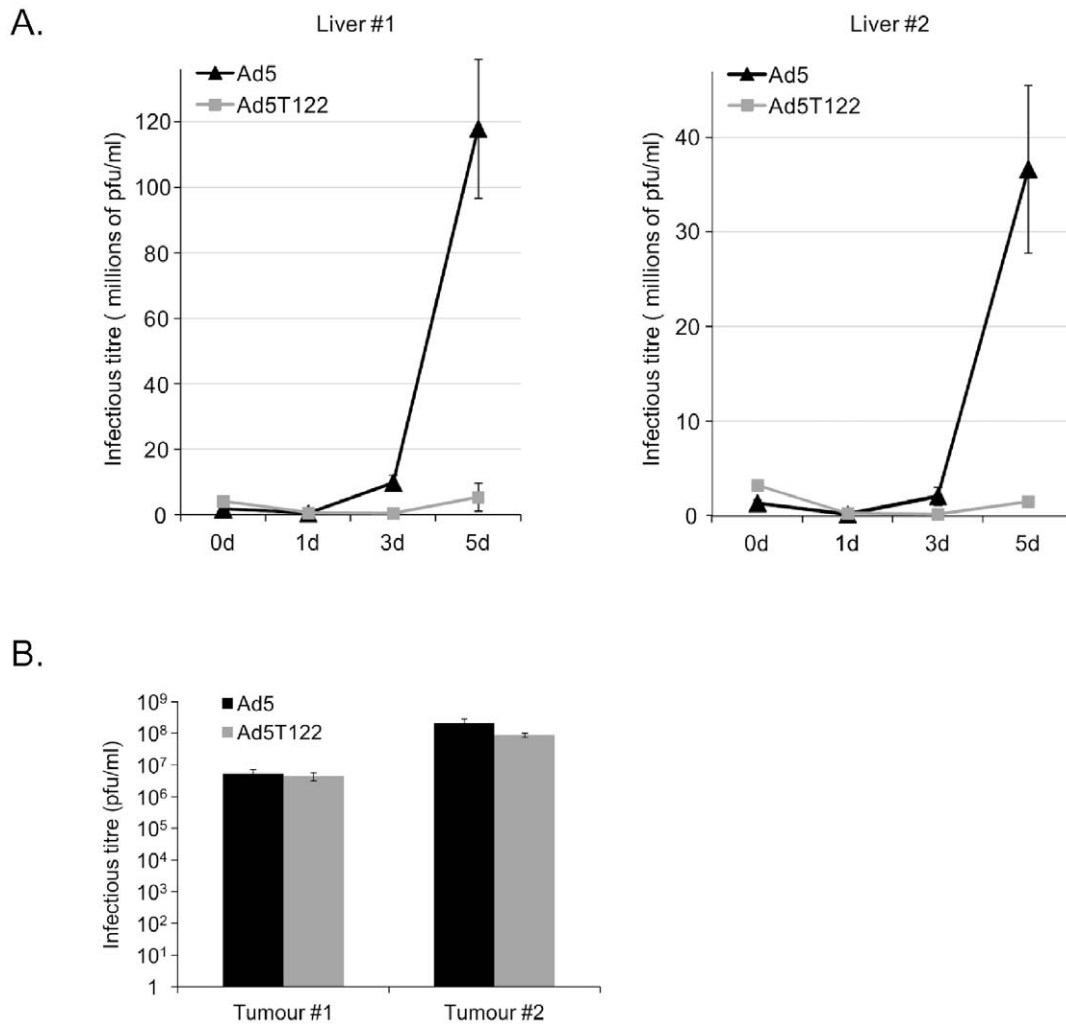 A.
Liver #1
Ad5
Ad5T122
Infectious titre ( millions of pfu/ml)
120
100
80
60
40
20
0
0d 1d 3d 5d
Liver #2
Ad5
Ad5T122
Infectious titre ( millions of pfu/ml)
40
30
20
10
0
0d 1d 3d 5d
B.
Ad5
Ad5T122
Infectious titre (pfu/ml)
10⁹
10⁸
10⁷
10⁶
10⁵
10⁴
10³
10²
10¹
1
Tumour #1 Tumour #2